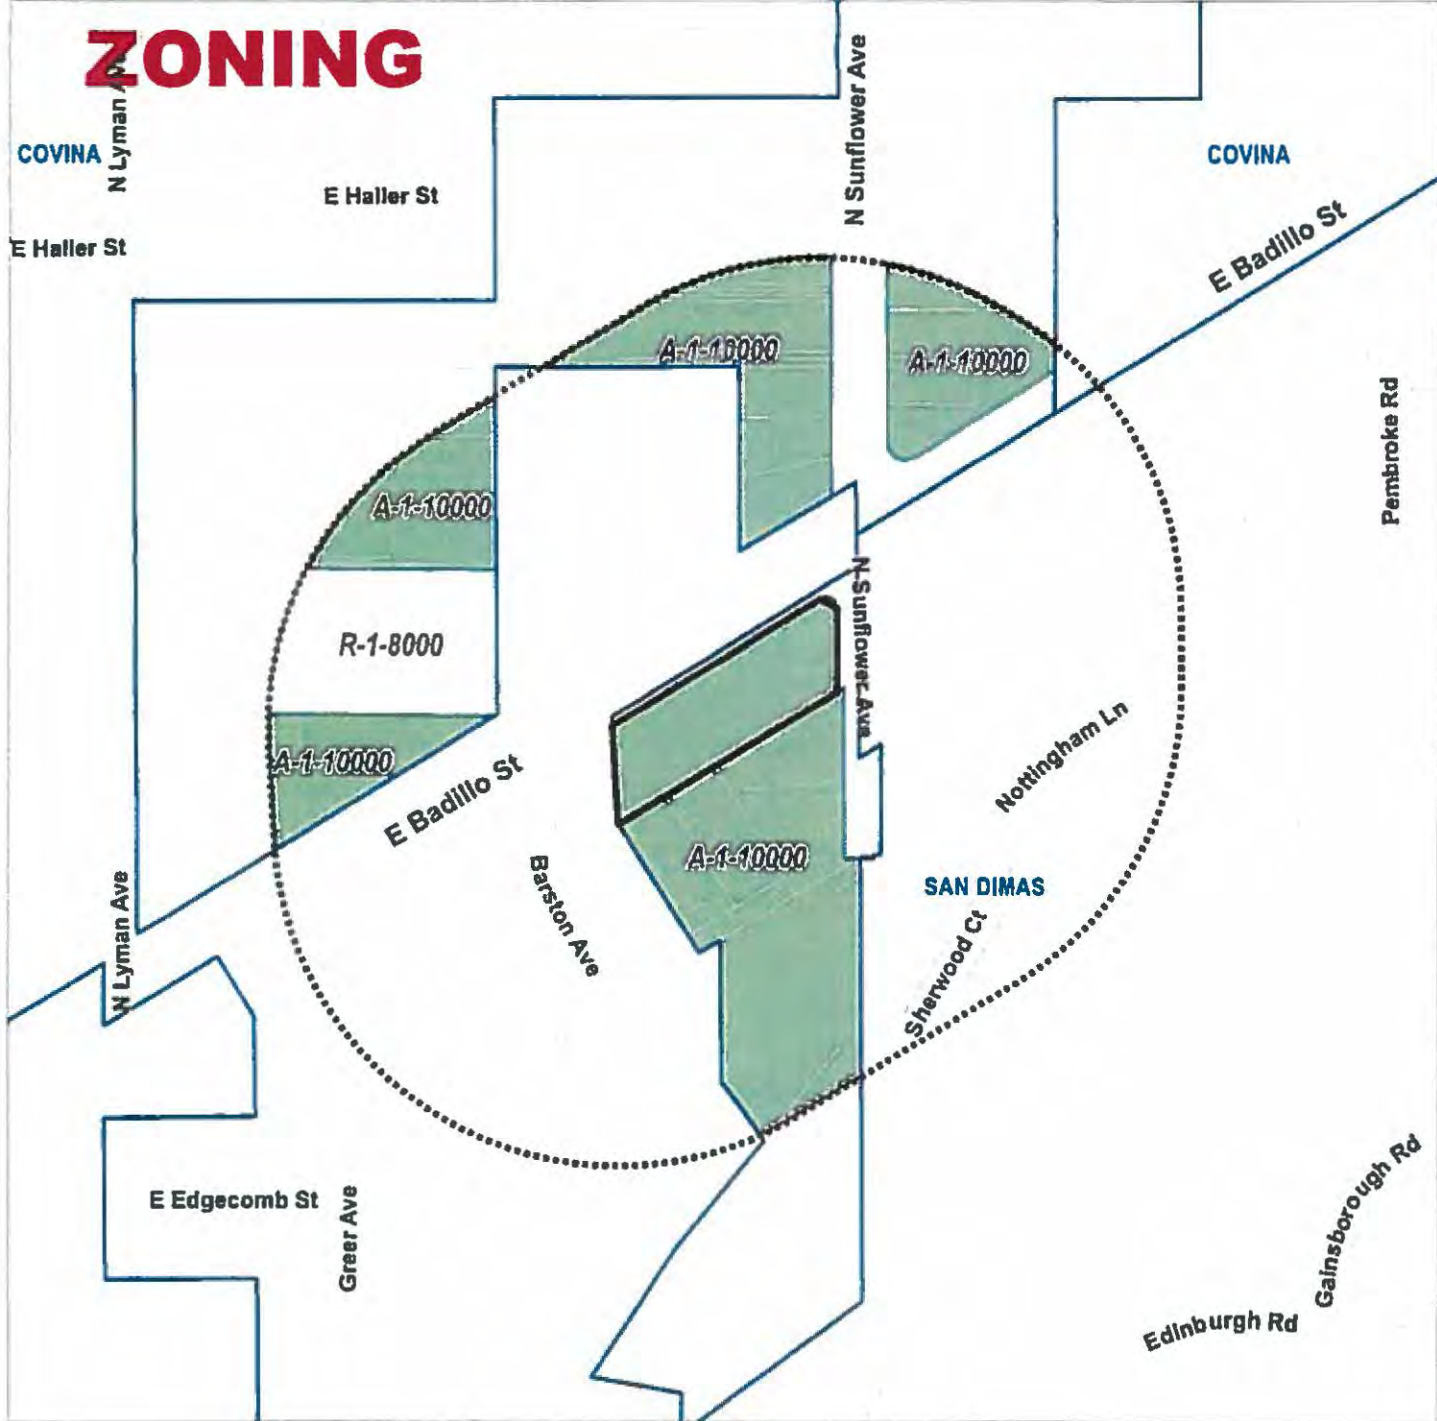 ZONING
N Lyman Ave
N Sunflower Ave
COVINA
COVINA
E Haller St
E Haller St
E Badillo St
A-1-10000
A-1-10000
Pembroke Rd
A-1-10000
R-1-8000
N Sunflower Ave
A-1-10000
Nottingham Ln
E Badillo St
A-1-10000
Barston Ave
SAN DIMAS
N Lyman Ave
Sherwood Ct
E Edgecomb St
Greer Ave
Gainsborough Rd
Edinburgh Rd